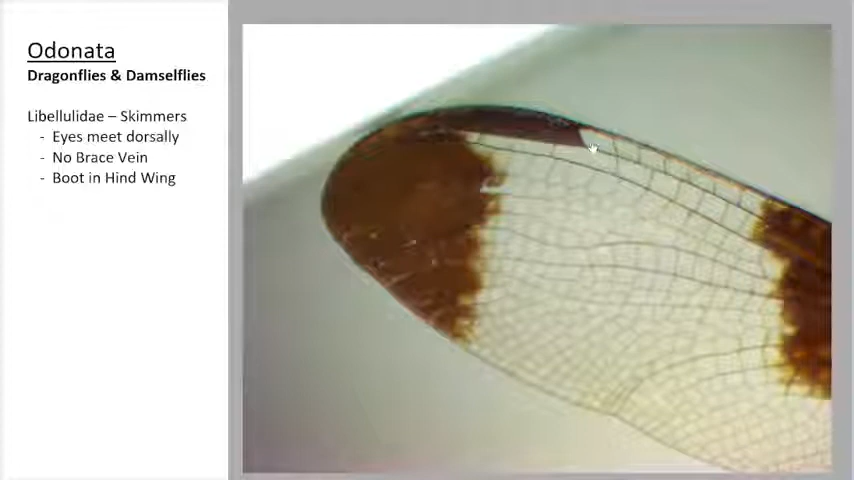 Odonata
Dragonflies & Damselflies
Libellulidae – Skimmers
- Eyes meet dorsally
- No Brace Vein
- Boot in Hind Wing